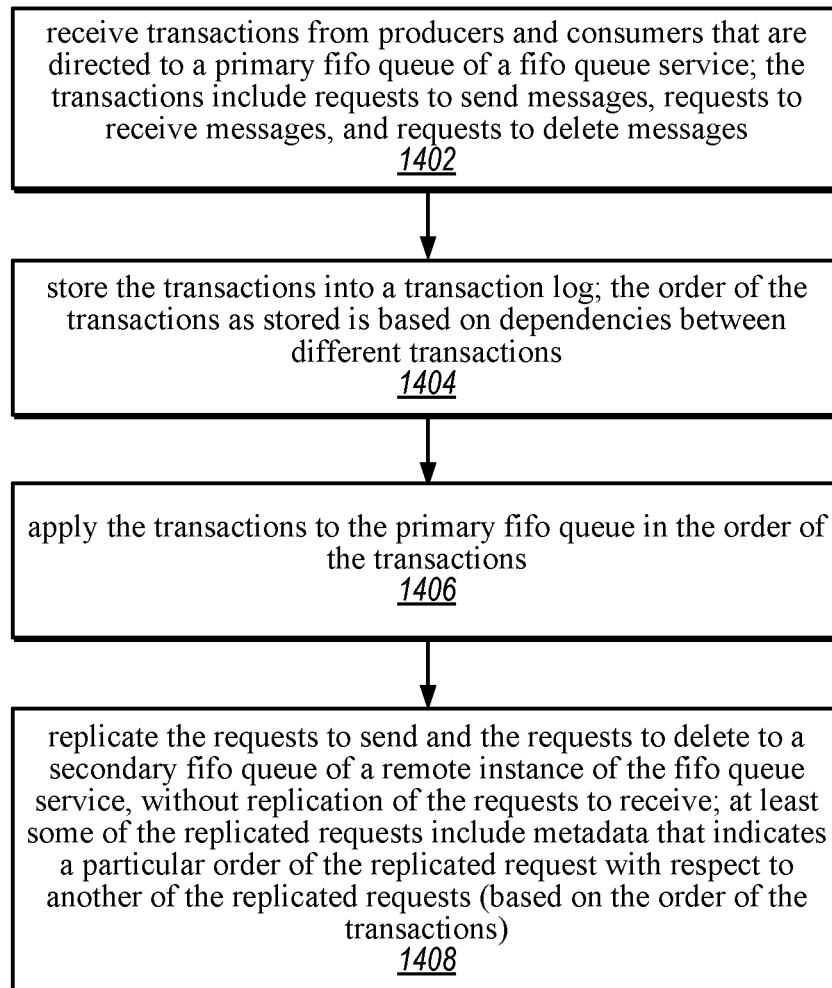 receive transactions from producers and consumers that are
directed to a primary fifo queue of a fifo queue service; the
transactions include requests to send messages, requests to
receive messages, and requests to delete messages
1402
store the transactions into a transaction log; the order of the
transactions as stored is based on dependencies between
different transactions
1404
apply the transactions to the primary fifo queue in the order of
the transactions
1406
replicate the requests to send and the requests to delete to a
secondary fifo queue of a remote instance of the fifo queue
service, without replication of the requests to receive; at least
some of the replicated requests include metadata that indicates
a particular order of the replicated request with respect to
another of the replicated requests (based on the order of the
transactions)
1408